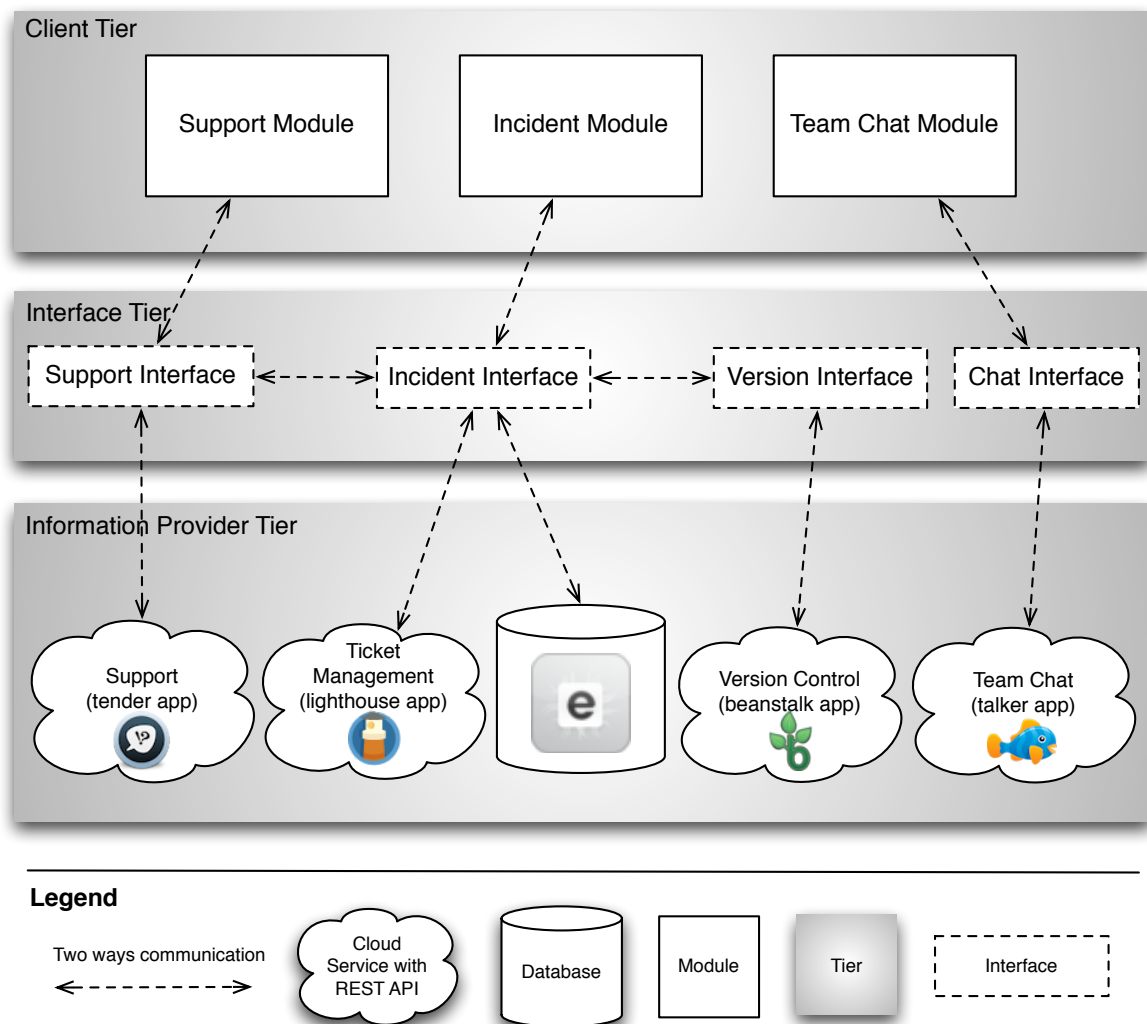 Client Tier
Support Module
Incident Module
Team Chat Module
Interface Tier
Support Interface
Incident Interface
Version Interface
Chat Interface
Information Provider Tier
Support
(tender app)
!?
Ticket
Management
(lighthouse app)
e
Version Control
(beanstalk app)
b
Team Chat
(talker app)
Legend
Two ways communication
Cloud
Service with
REST API
Database
Module
Tier
Interface